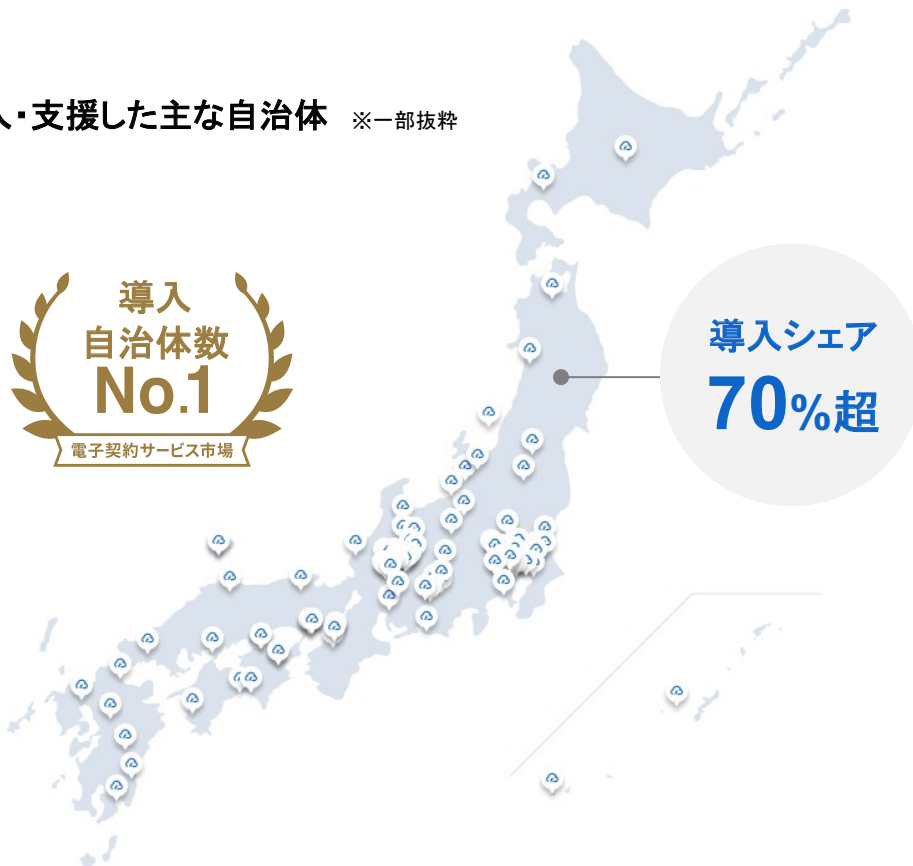 入・支援した主な自治体 ※一部抜粋
導入
自治体数
No.1
電子契約サービス市場
導入シェア
70%超